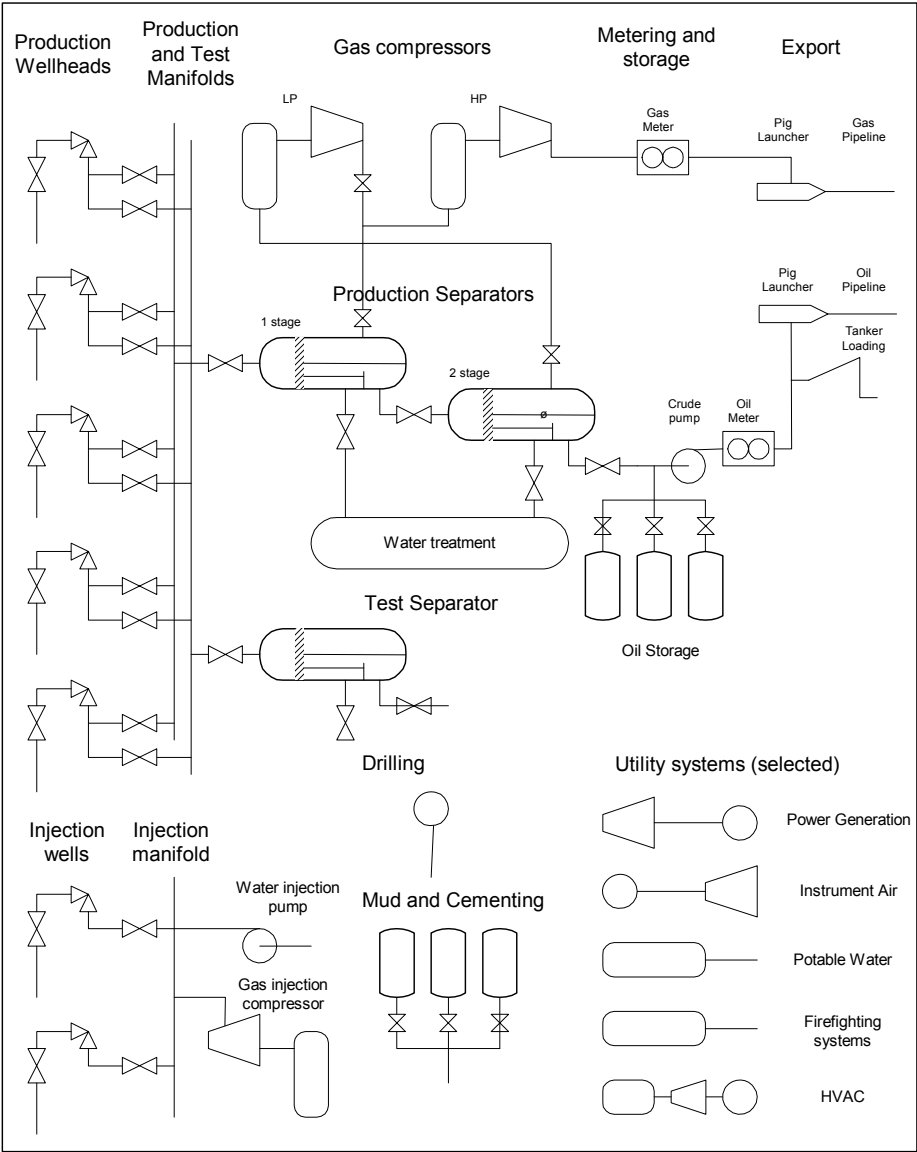 Production
Wellheads
Production
and Test
Manifolds
Gas compressors
Metering and
storage
Export
LP
HP
Gas
Meter
Pig
Launcher
Gas
Pipeline
Production Separators
1 stage
2 stage
Pig
Launcher
Oil
Pipeline
Tanker
Loading
Crude
pump
Oil
Meter
ø
Water treatment
Test Separator
Oil Storage
Drilling
Utility systems (selected)
Power Generation
Injection
wells
Injection
manifold
Water injection
pump
Mud and Cementing
Instrument Air
Gas injection
compressor
Potable Water
Firefighting
systems
HVAC